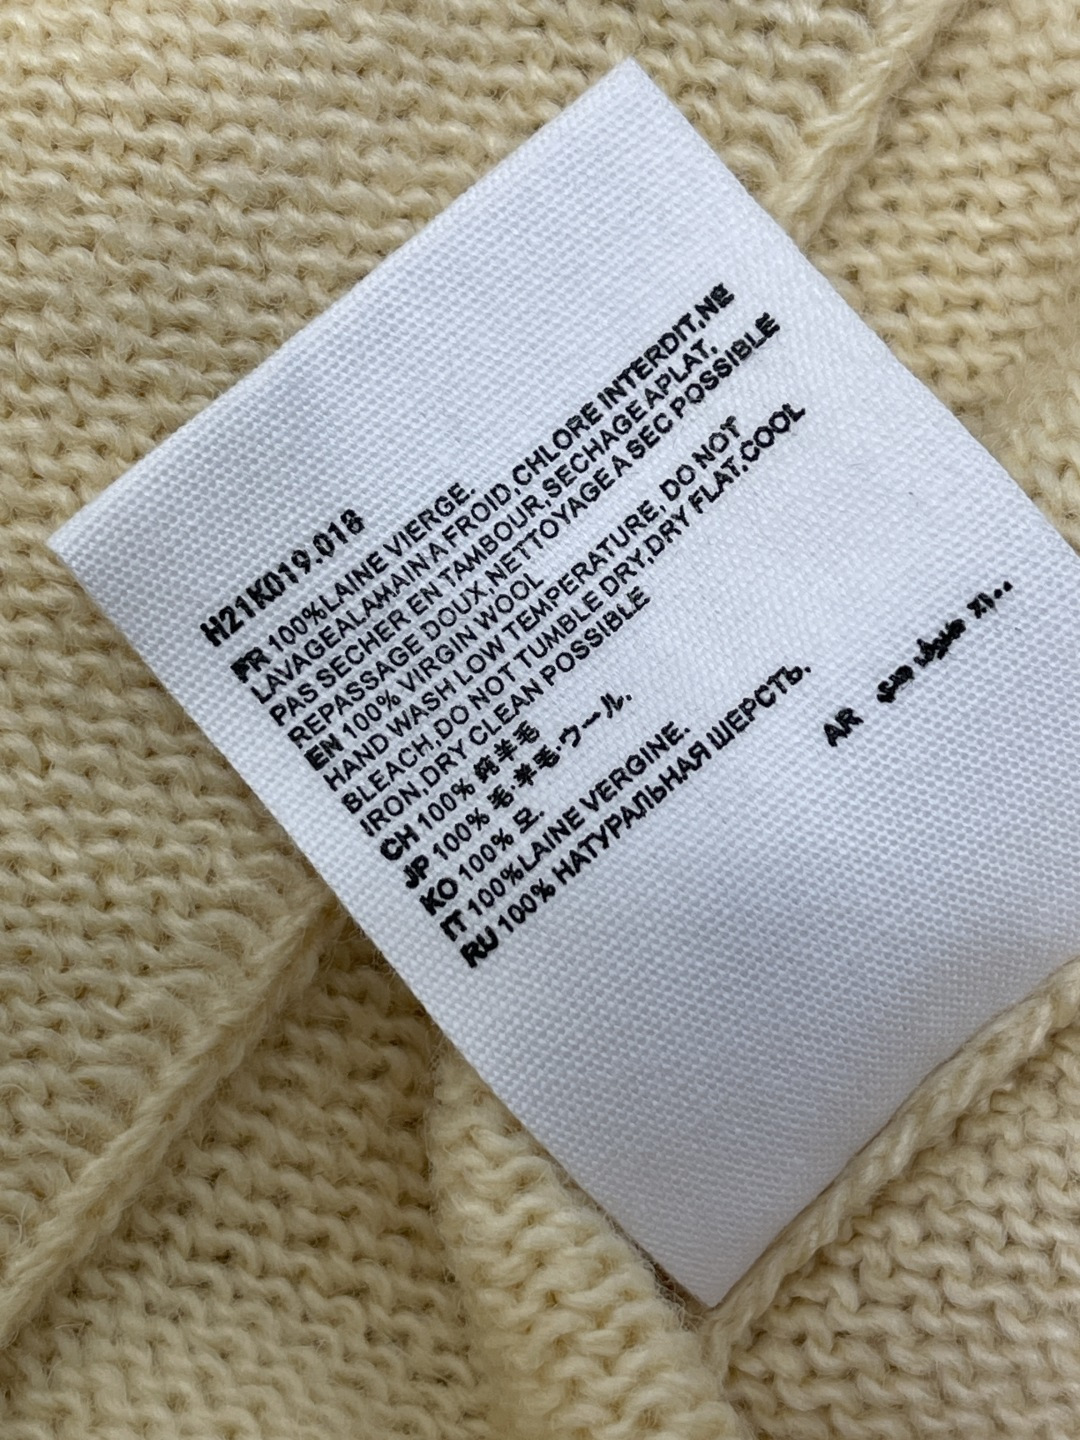 H21K019.018
FR 100%LAINE VIERGE.
LAVAGEALAMAIN A FROID,CHLORE INTERDIT,NE
PAS SECHER EN TAMBOUR,SECHAGE APLAT,
REPASSAGE DOUX,NETTOYAGE A SEC POSSIBLE
EN 100% VIRGIN WOOL
HAND WASH LOW TEMPERATURE, DO NOT
BLEACH,DO NOT TUMBLE DRY,DRY FLAT,COOL
IRON,DRY CLEAN POSSIBLE
CH 100% 纯羊毛
JP 100% 毛·羊毛·ウール.
KO 100% 모.
IT 100%LAINE VERGINE.
RU 100% НАТУРАЛЬНАЯ ШЕРСТЬ.
AR